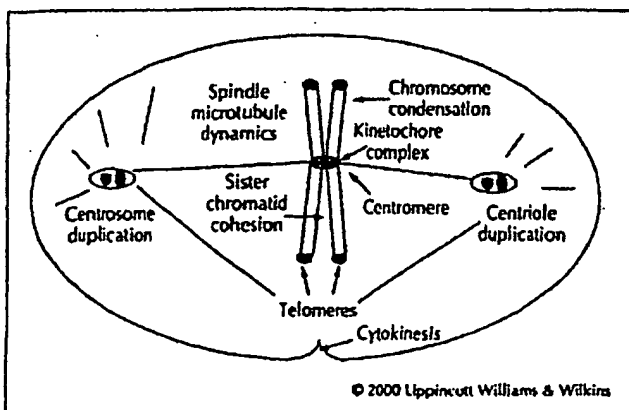 Spindle
microtubule
dynamics
Chromosome
condensation
Kinetochore
complex
Sister
chromatid
cohesion
Centromere
Centrosome
duplication
Centriole
duplication
Telomeres
Cytokinesis
© 2000 Lippincott Williams & Wilkins